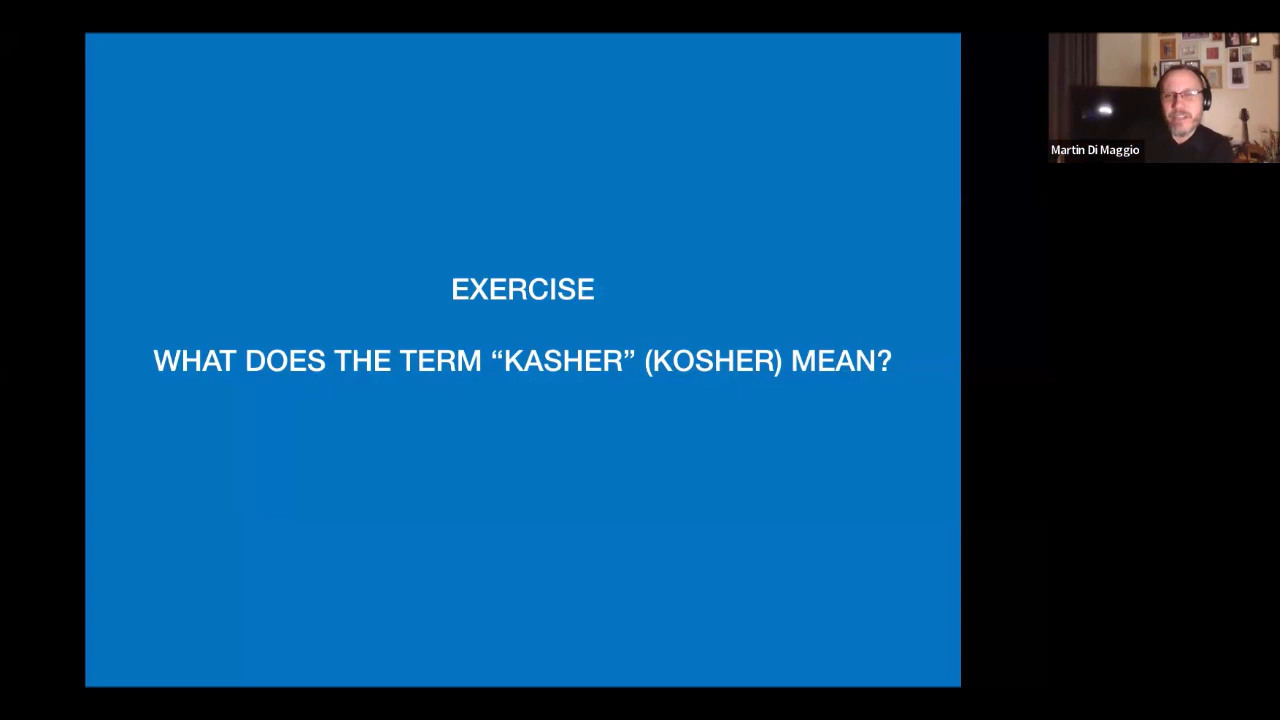 EXERCISE
WHAT DOES THE TERM “KASHER” (KOSHER) MEAN?
Martin Di Maggio